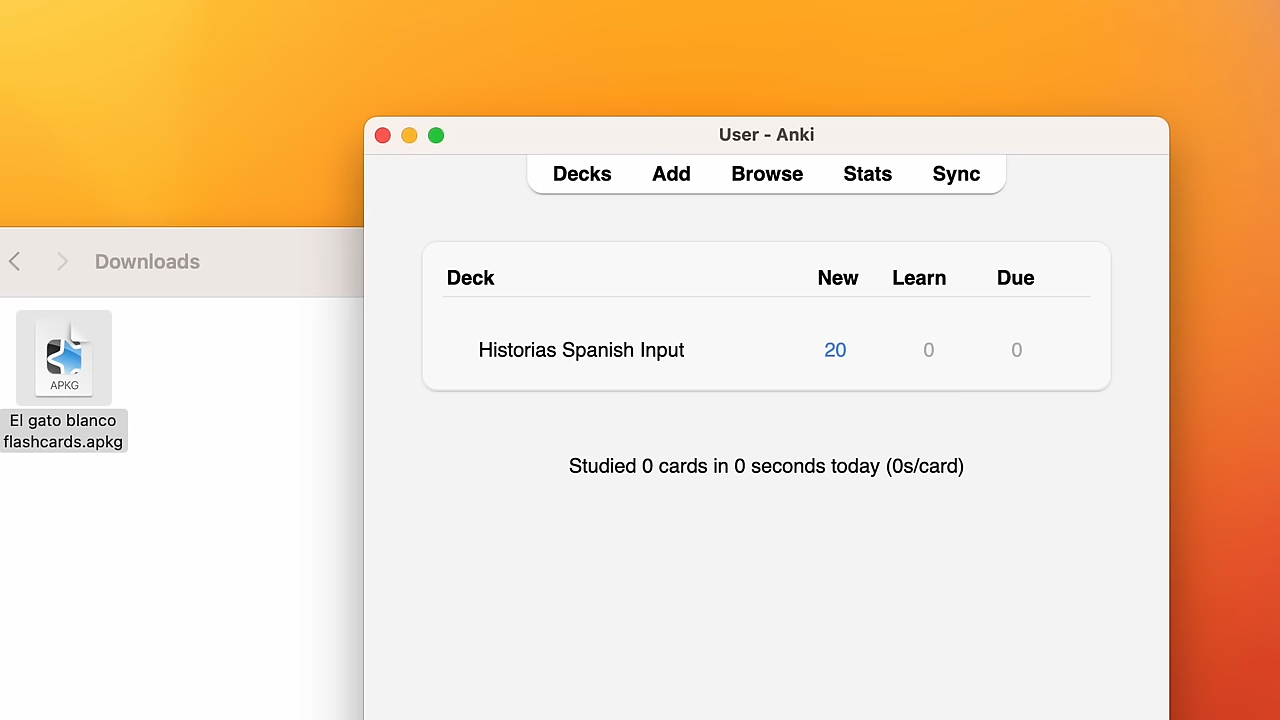 User - Anki
Decks Add Browse Stats Sync
Downloads
Deck New Learn Due
Historias Spanish Input 20 0 0
APKG
El gato blanco
flashcards.apkg
Studied 0 cards in 0 seconds today (0s/card)